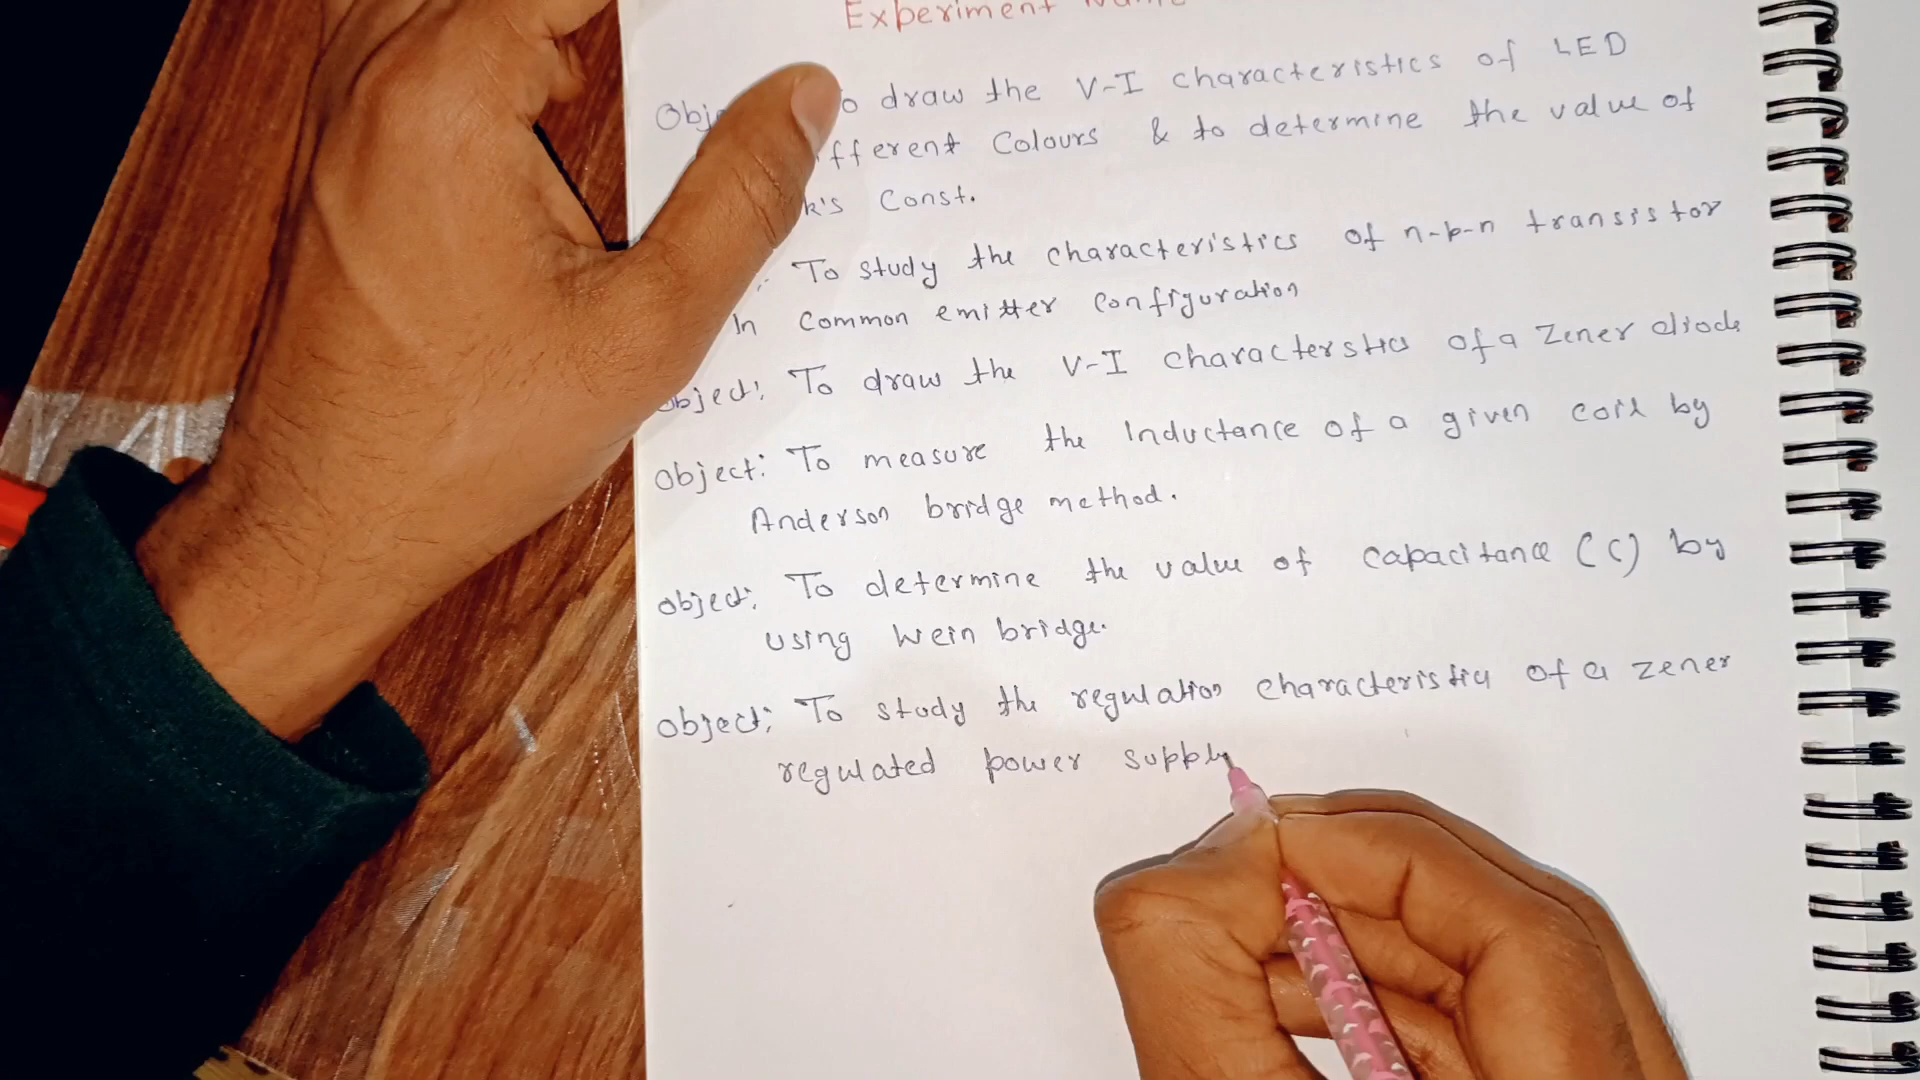 Experiment
To draw the V-I characteristics of LED
fferent Colours & to determine the value of
k's Const.
To study the characteristics of n-p-n transistor
In Common emitter Configuration
Object: To draw the V-I characterstics of a Zener diode
Object: To measure the Inductance of a given coil by
Anderson bridge method.
Object: To determine the value of Capacitance (C) by
using Wein bridge.
Object: To study the regulation characteristics of a zener
regulated power supply